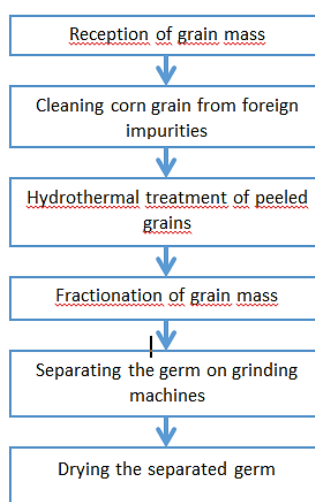 Reception of grain mass
Cleaning corn grain from foreign
impurities
Hydrothermal treatment of peeled
grains
Fractionation of grain mass
Separating the germ on grinding
machines
Drying the separated germ